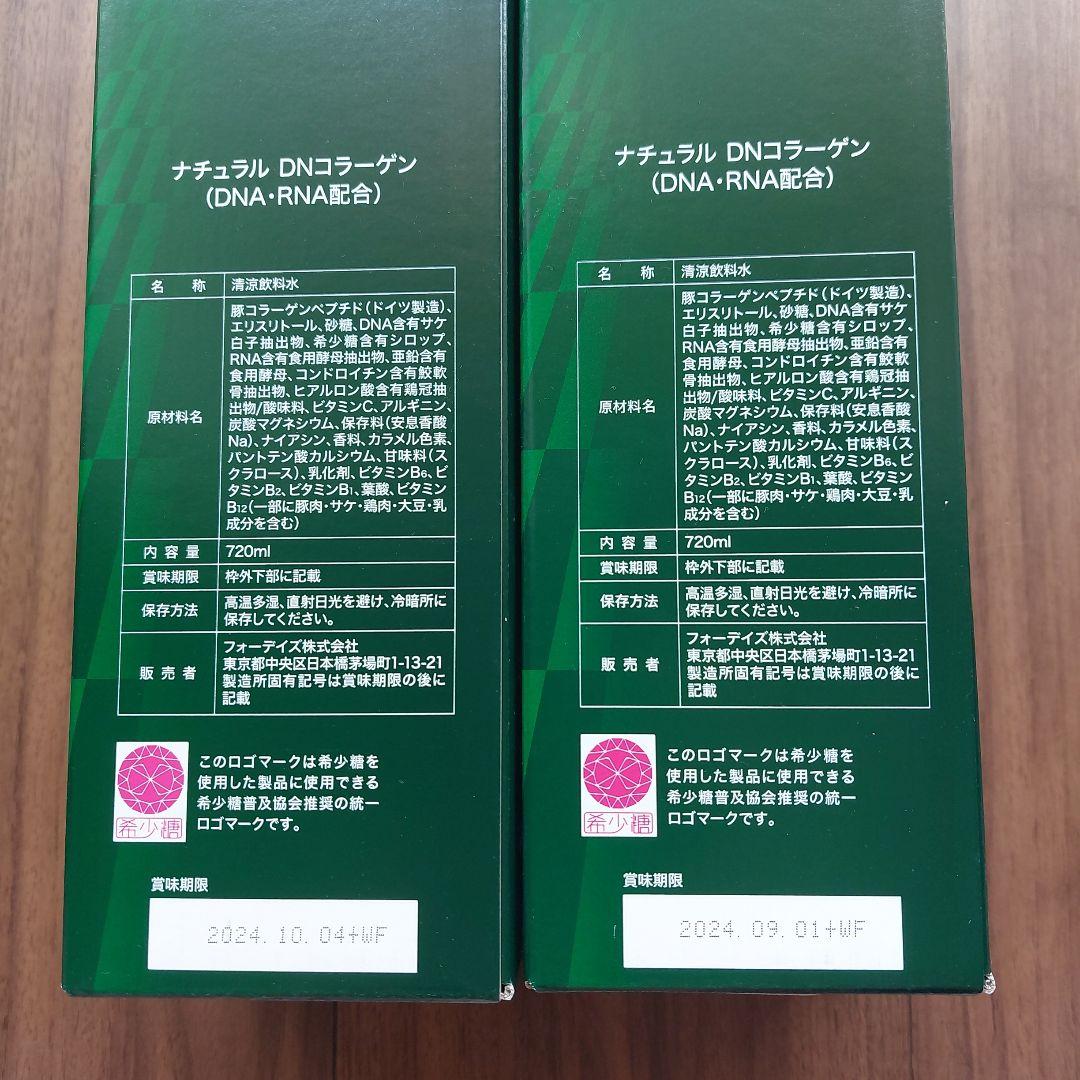 ナチュラル DNコラーゲン
(DNA・RNA配合)
名 称 清涼飲料水
原材料名
豚コラーゲンペプチド(ドイツ製造)、
エリスリトール、砂糖、DNA含有サケ
白子抽出物、希少糖含有シロップ、
RNA含有食用酵母抽出物、亜鉛含有
食用酵母、コンドロイチン含有鮫軟
骨抽出物、ヒアルロン酸含有鶏冠抽
出物/酸味料、ビタミンC、アルギニン、
炭酸マグネシウム、保存料(安息香酸
Na)、ナイアシン、香料、カラメル色素、
パントテン酸カルシウム、甘味料(ス
クラロース)、乳化剤、ビタミンB6、ビ
タミンB2、ビタミンB1、葉酸、ビタミン
B12(一部に豚肉・サケ・鶏肉・大豆・乳
成分を含む)
内容量 720ml
賞味期限 枠外下部に記載
保存方法
高温多湿、直射日光を避け、冷暗所に
保存してください。
販売者
フォーデイズ株式会社
東京都中央区日本橋茅場町1-13-21
製造所固有記号は賞味期限の後に
記載
このロゴマークは希少糖を
使用した製品に使用できる
希少糖普及協会推奨の統一
ロゴマークです。
希少糖
賞味期限
2024. 10. 04+WF
ナチュラル DNコラーゲン
(DNA・RNA配合)
名 称 清涼飲料水
原材料名
豚コラーゲンペプチド(ドイツ製造)、
エリスリトール、砂糖、DNA含有サケ
白子抽出物、希少糖含有シロップ、
RNA含有食用酵母抽出物、亜鉛含有
食用酵母、コンドロイチン含有鮫軟
骨抽出物、ヒアルロン酸含有鶏冠抽
出物/酸味料、ビタミンC、アルギニン、
炭酸マグネシウム、保存料(安息香酸
Na)、ナイアシン、香料、カラメル色素、
パントテン酸カルシウム、甘味料(ス
クラロース)、乳化剤、ビタミンB6、ビ
タミンB2、ビタミンB1、葉酸、ビタミン
B12(一部に豚肉・サケ・鶏肉・大豆・乳
成分を含む)
内容量 720ml
賞味期限 枠外下部に記載
保存方法
高温多湿、直射日光を避け、冷暗所に
保存してください。
販売者
フォーデイズ株式会社
東京都中央区日本橋茅場町1-13-21
製造所固有記号は賞味期限の後に
記載
このロゴマークは希少糖を
使用した製品に使用できる
希少糖普及協会推奨の統一
ロゴマークです。
希少糖
賞味期限
2024. 09. 01+WF